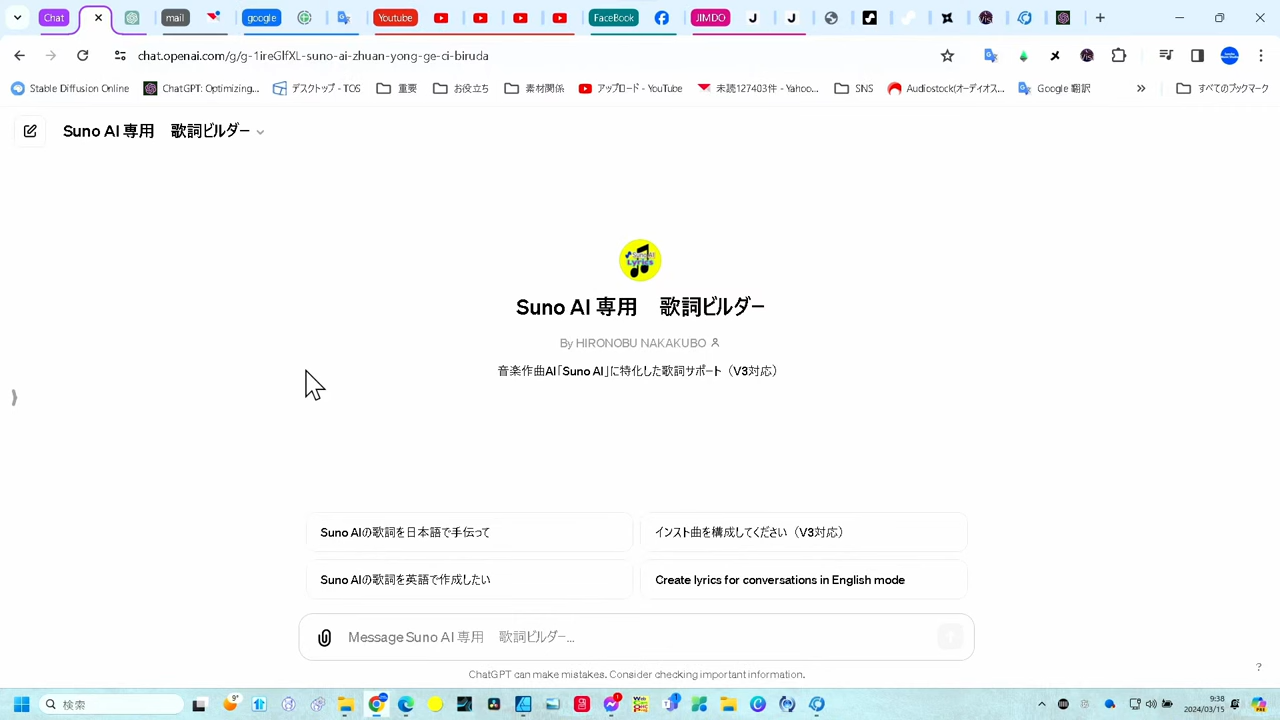 Chat
mail
google
Youtube
FaceBook
JIMDO
chat.openai.com/g/g-1ireGlfXL-suno-ai-zhuan-yong-ge-ci-biruda
Stable Diffusion Online
ChatGPT: Optimizing...
デスクトップ - TOS
重要
お役立ち
素材関係
アップロード - YouTube
未読127403件 - Yahoo...
SNS
Audiostock(オーディオス...
Google 翻訳
»
すべてのブックマーク
Suno AI 専用　歌詞ビルダー
Suno AI 専用　歌詞ビルダー
By HIRONOBU NAKAKUBO
音楽作曲AI「Suno AI」に特化した歌詞サポート（V3対応）
Suno AIの歌詞を日本語で手伝って
インスト曲を構成してください（V3対応）
Suno AIの歌詞を英語で作成したい
Create lyrics for conversations in English mode
Message Suno AI 専用　歌詞ビルダー...
ChatGPT can make mistakes. Consider checking important information.
?
検索
9°
9:38
2024/03/15